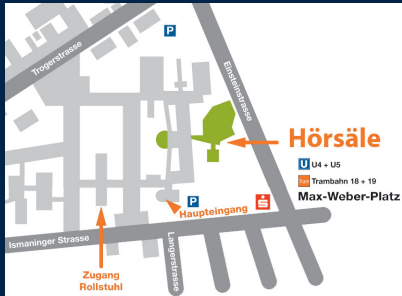 P
Trogerstrasse
Einsteinstrasse
Hörsäle
U U4 + U5
Tram Trambahn 18 + 19
Max-Weber-Platz
P
Haupteingang
Ismaninger Strasse
Langerstrasse
Zugang
Rollstuhl